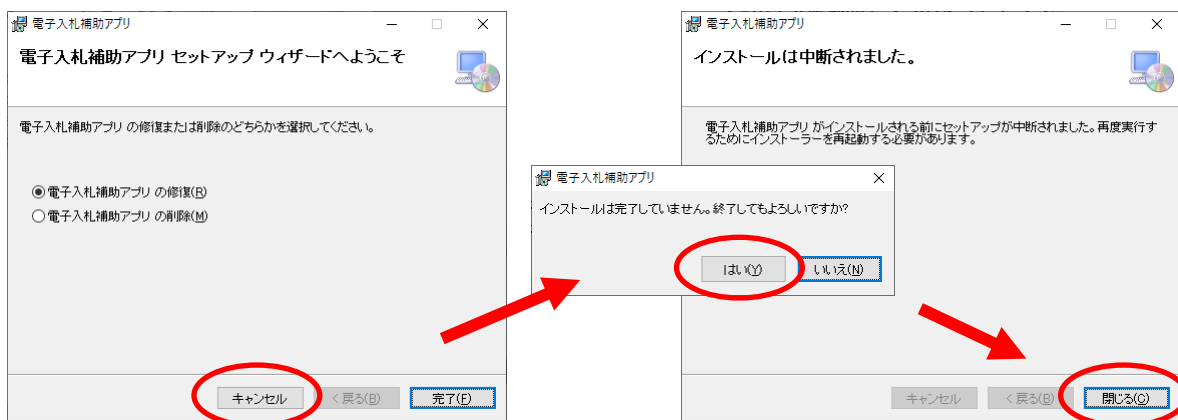 電子入札補助アプリ
電子入札補助アプリ セットアップ ウィザードへようこそ
電子入札補助アプリ の修復または削除のどちらかを選択してください。
電子入札補助アプリ の修復(R)
電子入札補助アプリ の削除(M)
キャンセル
< 戻る(B)
完了(F)
電子入札補助アプリ
インストールは完了していません。終了してもよろしいですか?
はい(Y)
いいえ(N)
電子入札補助アプリ
インストールは中断されました。
電子入札補助アプリ がインストールされる前にセットアップが中断されました。再度実行す
るためにインストーラーを再起動する必要があります。
キャンセル
< 戻る(B)
閉じる(C)